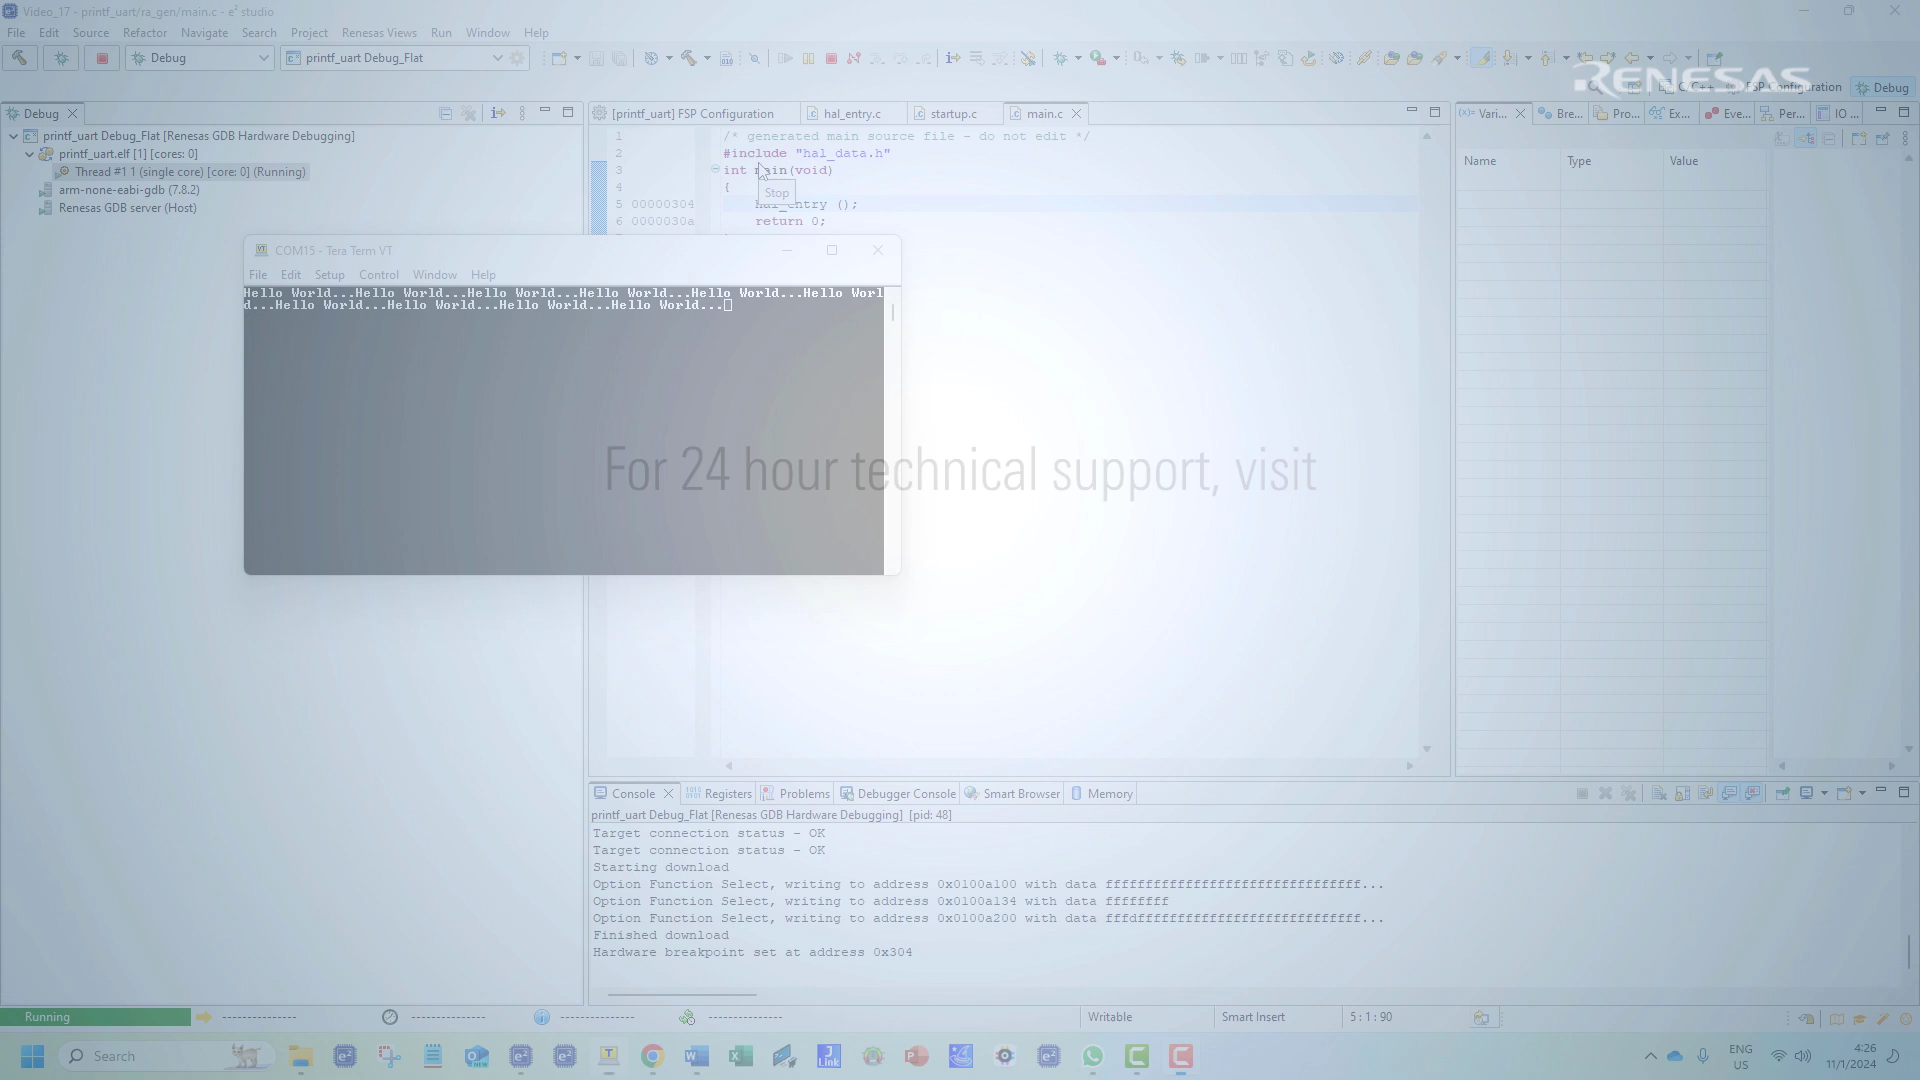 Video_17 - printf_uart/ra_gen/main.c - e² studio
File Edit Source Refactor Navigate Search Project Renesas Views Run Window Help
Debug
printf_uart Debug_Flat
RENESAS
C/C++
FSP Configuration
Debug
Debug
printf_uart Debug_Flat [Renesas GDB Hardware Debugging]
printf_uart.elf [1] [cores: 0]
Thread #1 1 (single core) [core: 0] (Running)
arm-none-eabi-gdb (7.8.2)
Renesas GDB server (Host)
[printf_uart] FSP Configuration
hal_entry.c
startup.c
main.c
1 /* generated main source file - do not edit */
2 #include "hal_data.h"
3 int main(void)
4 {
Stop
5 00000304 hal_entry ();
6 0000030a return 0;
(x)= Vari...
Bre...
Pro...
Ex...
Eve...
Per...
IO ...
Name Type Value
COM15 - Tera Term VT
File Edit Setup Control Window Help
Hello World...Hello World...Hello World...Hello World...Hello World...Hello Worl
d...Hello World...Hello World...Hello World...Hello World...
For 24 hour technical support, visit
Console
Registers
Problems
Debugger Console
Smart Browser
Memory
printf_uart Debug_Flat [Renesas GDB Hardware Debugging] [pid: 48]
Target connection status - OK
Target connection status - OK
Starting download
Option Function Select, writing to address 0x0100a100 with data ffffffffffffffffffffffffffffffff...
Option Function Select, writing to address 0x0100a134 with data ffffffff
Option Function Select, writing to address 0x0100a200 with data fffdffffffffffffffffffffffffffff...
Finished download
Hardware breakpoint set at address 0x304
Running
Writable
Smart Insert
5 : 1 : 90
Search
ENG
US
4:26
11/1/2024